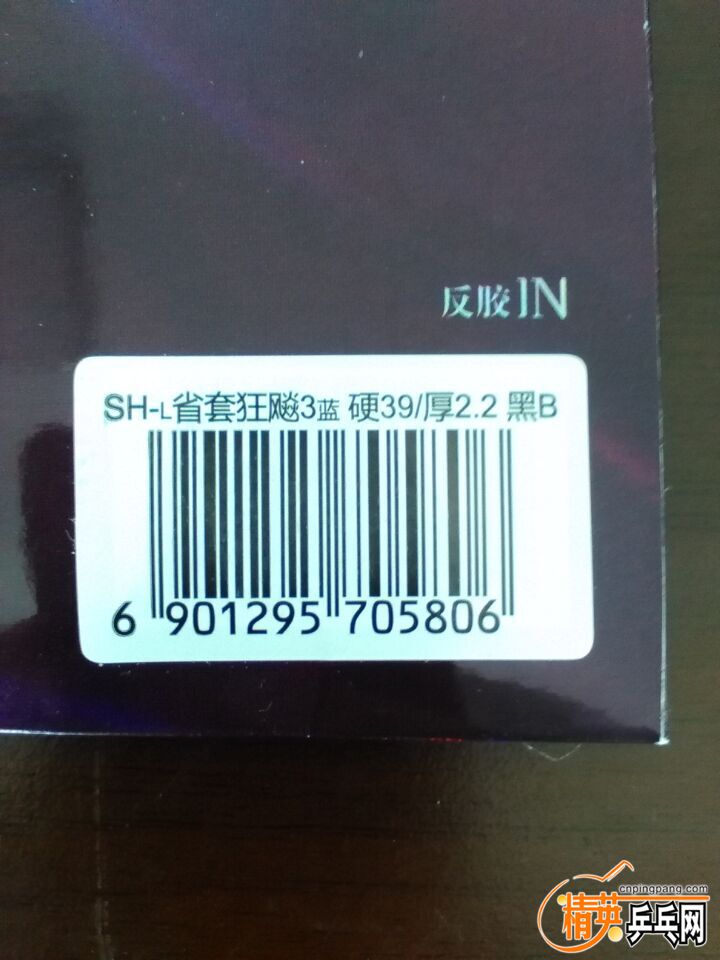 反胶IN
SH-L省套狂飚3蓝 硬39/厚2.2 黑B
6 901295 705806
cnpingpang.com
精英乒乓网